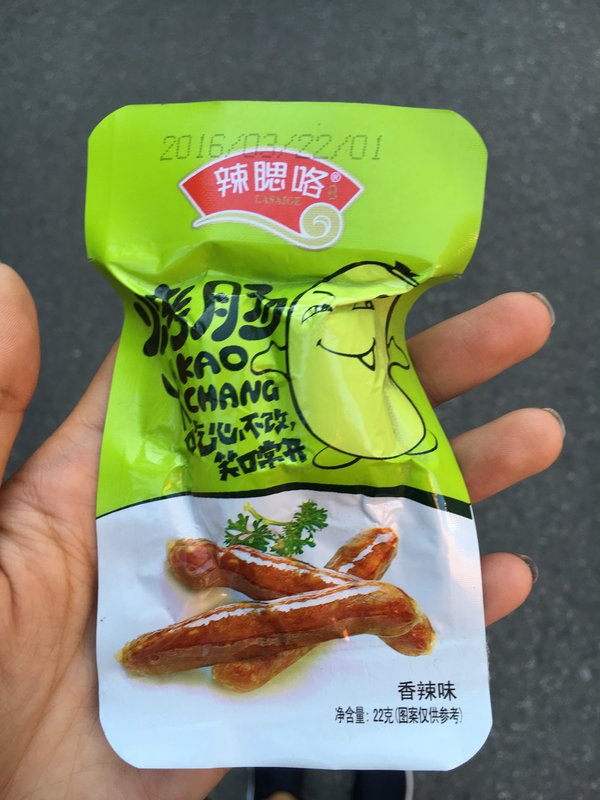 2016/03/22/01
辣腮咯®
LASAIGE
烤肠
KAO
CHANG
吃心不改,
笑口常开
香辣味
净含量: 22克(图案仅供参考)